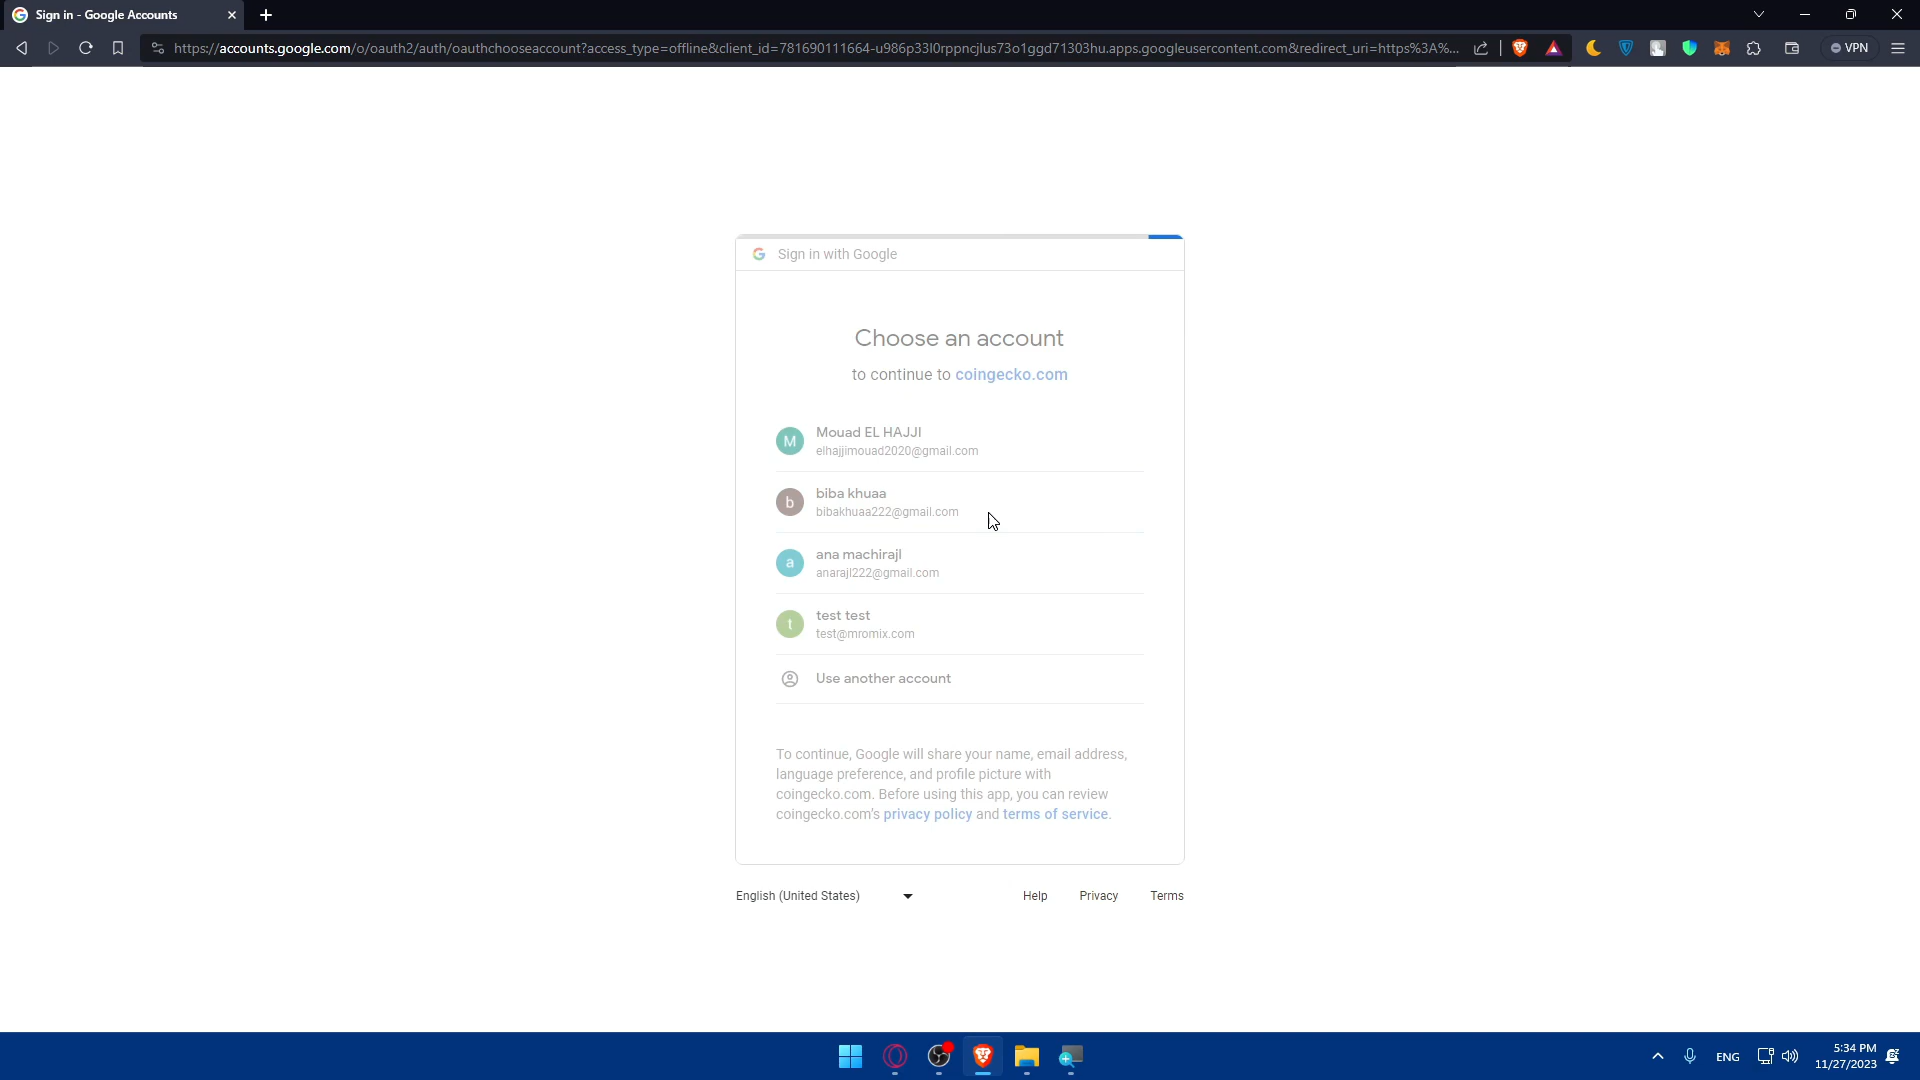 Sign in - Google Accounts
https://accounts.google.com/o/oauth2/auth/oauthchooseaccount?access_type=offline&client_id=781690111664-u986p33l0rppncjlus73o1ggd71303hu.apps.googleusercontent.com&redirect_uri=https%3A%...
VPN
G Sign in with Google
Choose an account
to continue to coingecko.com
M
Mouad EL HAJJI
elhajjimouad2020@gmail.com
b
biba khuaa
bibakhuaa222@gmail.com
a
ana machirajl
anarajl222@gmail.com
t
test test
test@mromix.com
Use another account
To continue, Google will share your name, email address,
language preference, and profile picture with
coingecko.com. Before using this app, you can review
coingecko.com's privacy policy and terms of service.
English (United States)
Help Privacy Terms
ENG
5:34 PM
11/27/2023